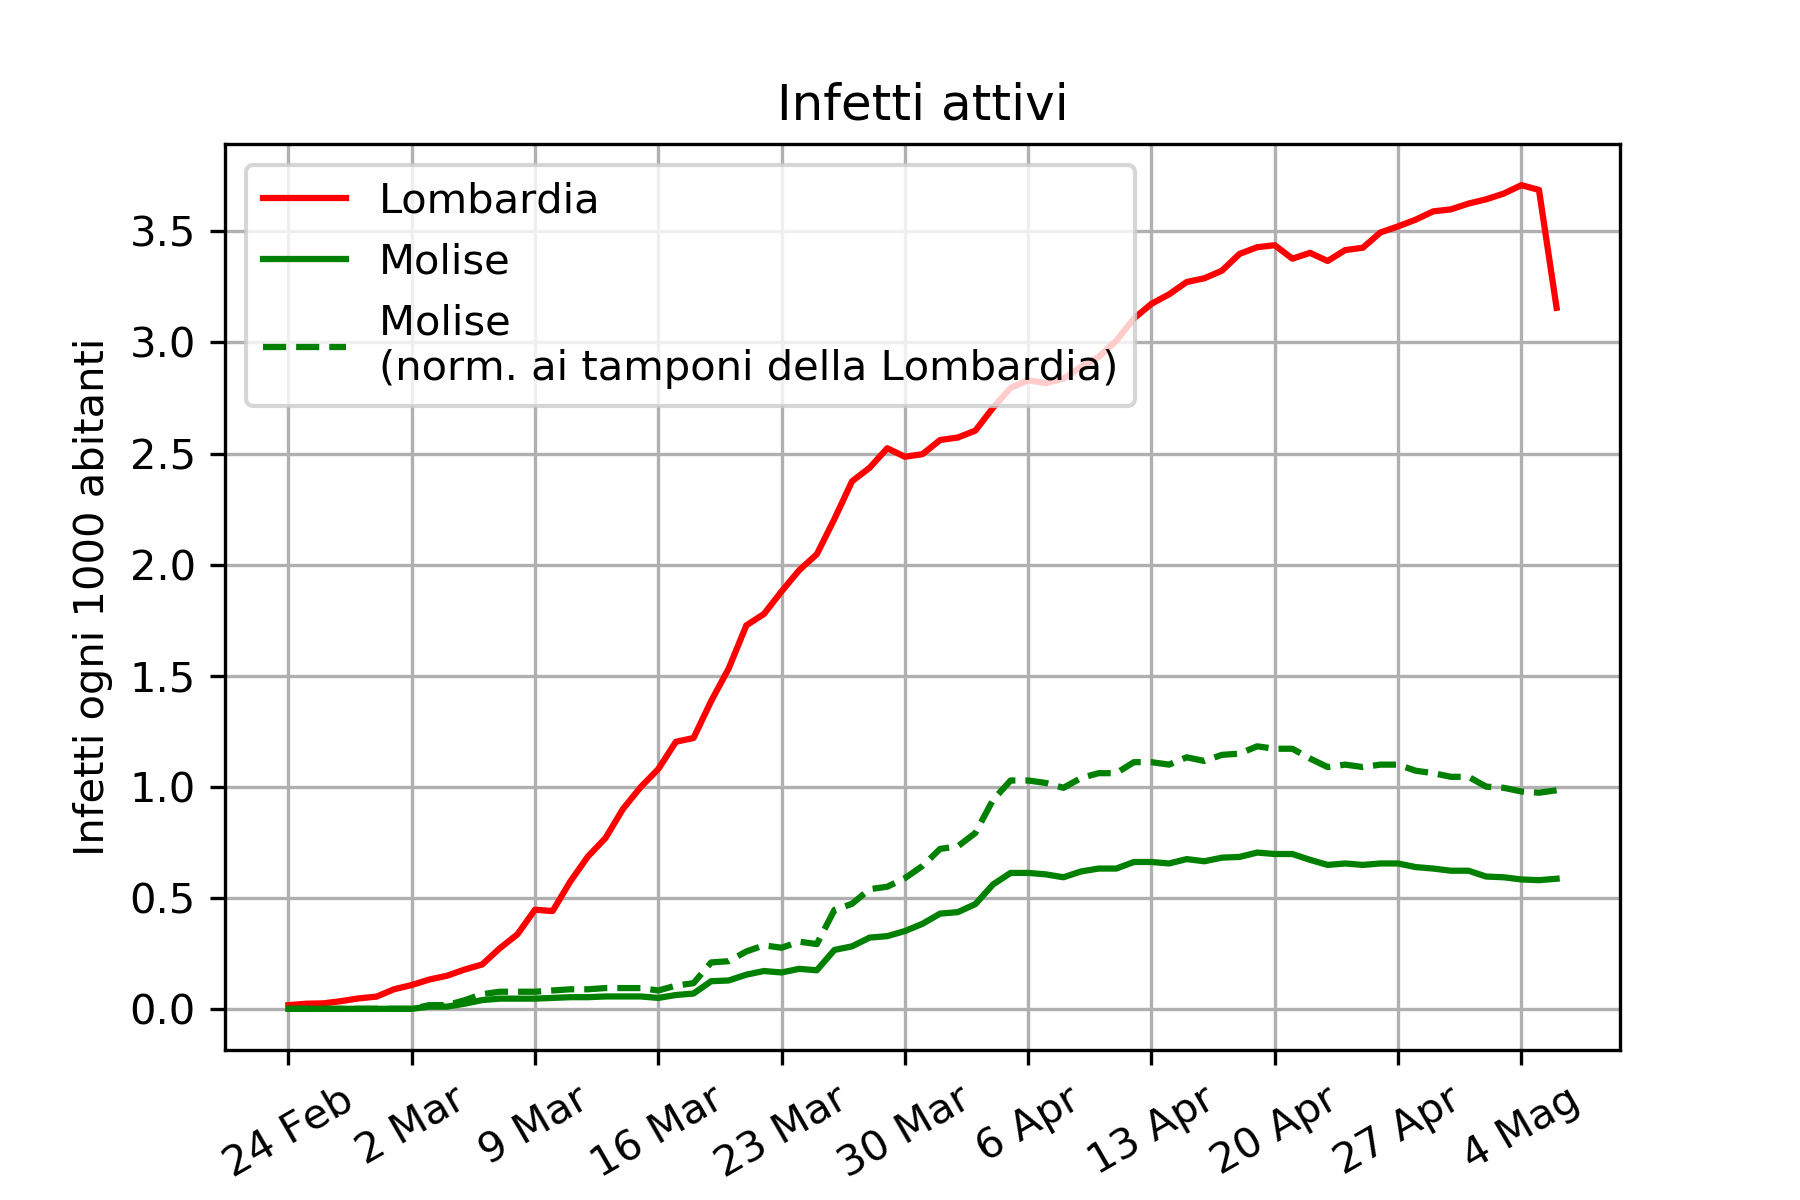 Infetti attivi
Lombardia
Molise
Molise
(norm. ai tamponi della Lombardia)
Infetti ogni 1000 abitanti
3.5
3.0
2.5
2.0
1.5
1.0
0.5
0.0
24 Feb
2 Mar
9 Mar
16 Mar
23 Mar
30 Mar
6 Apr
13 Apr
20 Apr
27 Apr
4 Mag